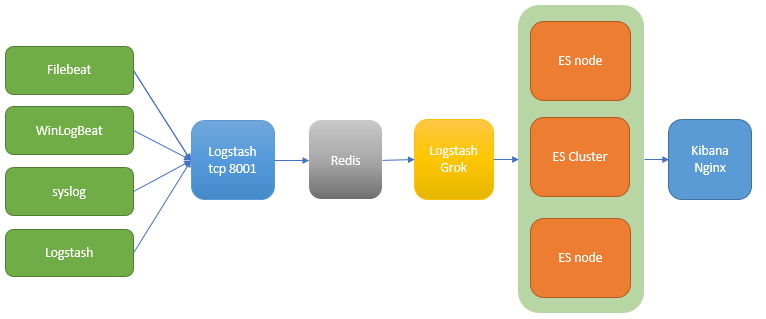 Filebeat
WinLogBeat
syslog
Logstash
Logstash
tcp 8001
Redis
Logstash
Grok
ES node
ES Cluster
ES node
Kibana
Nginx